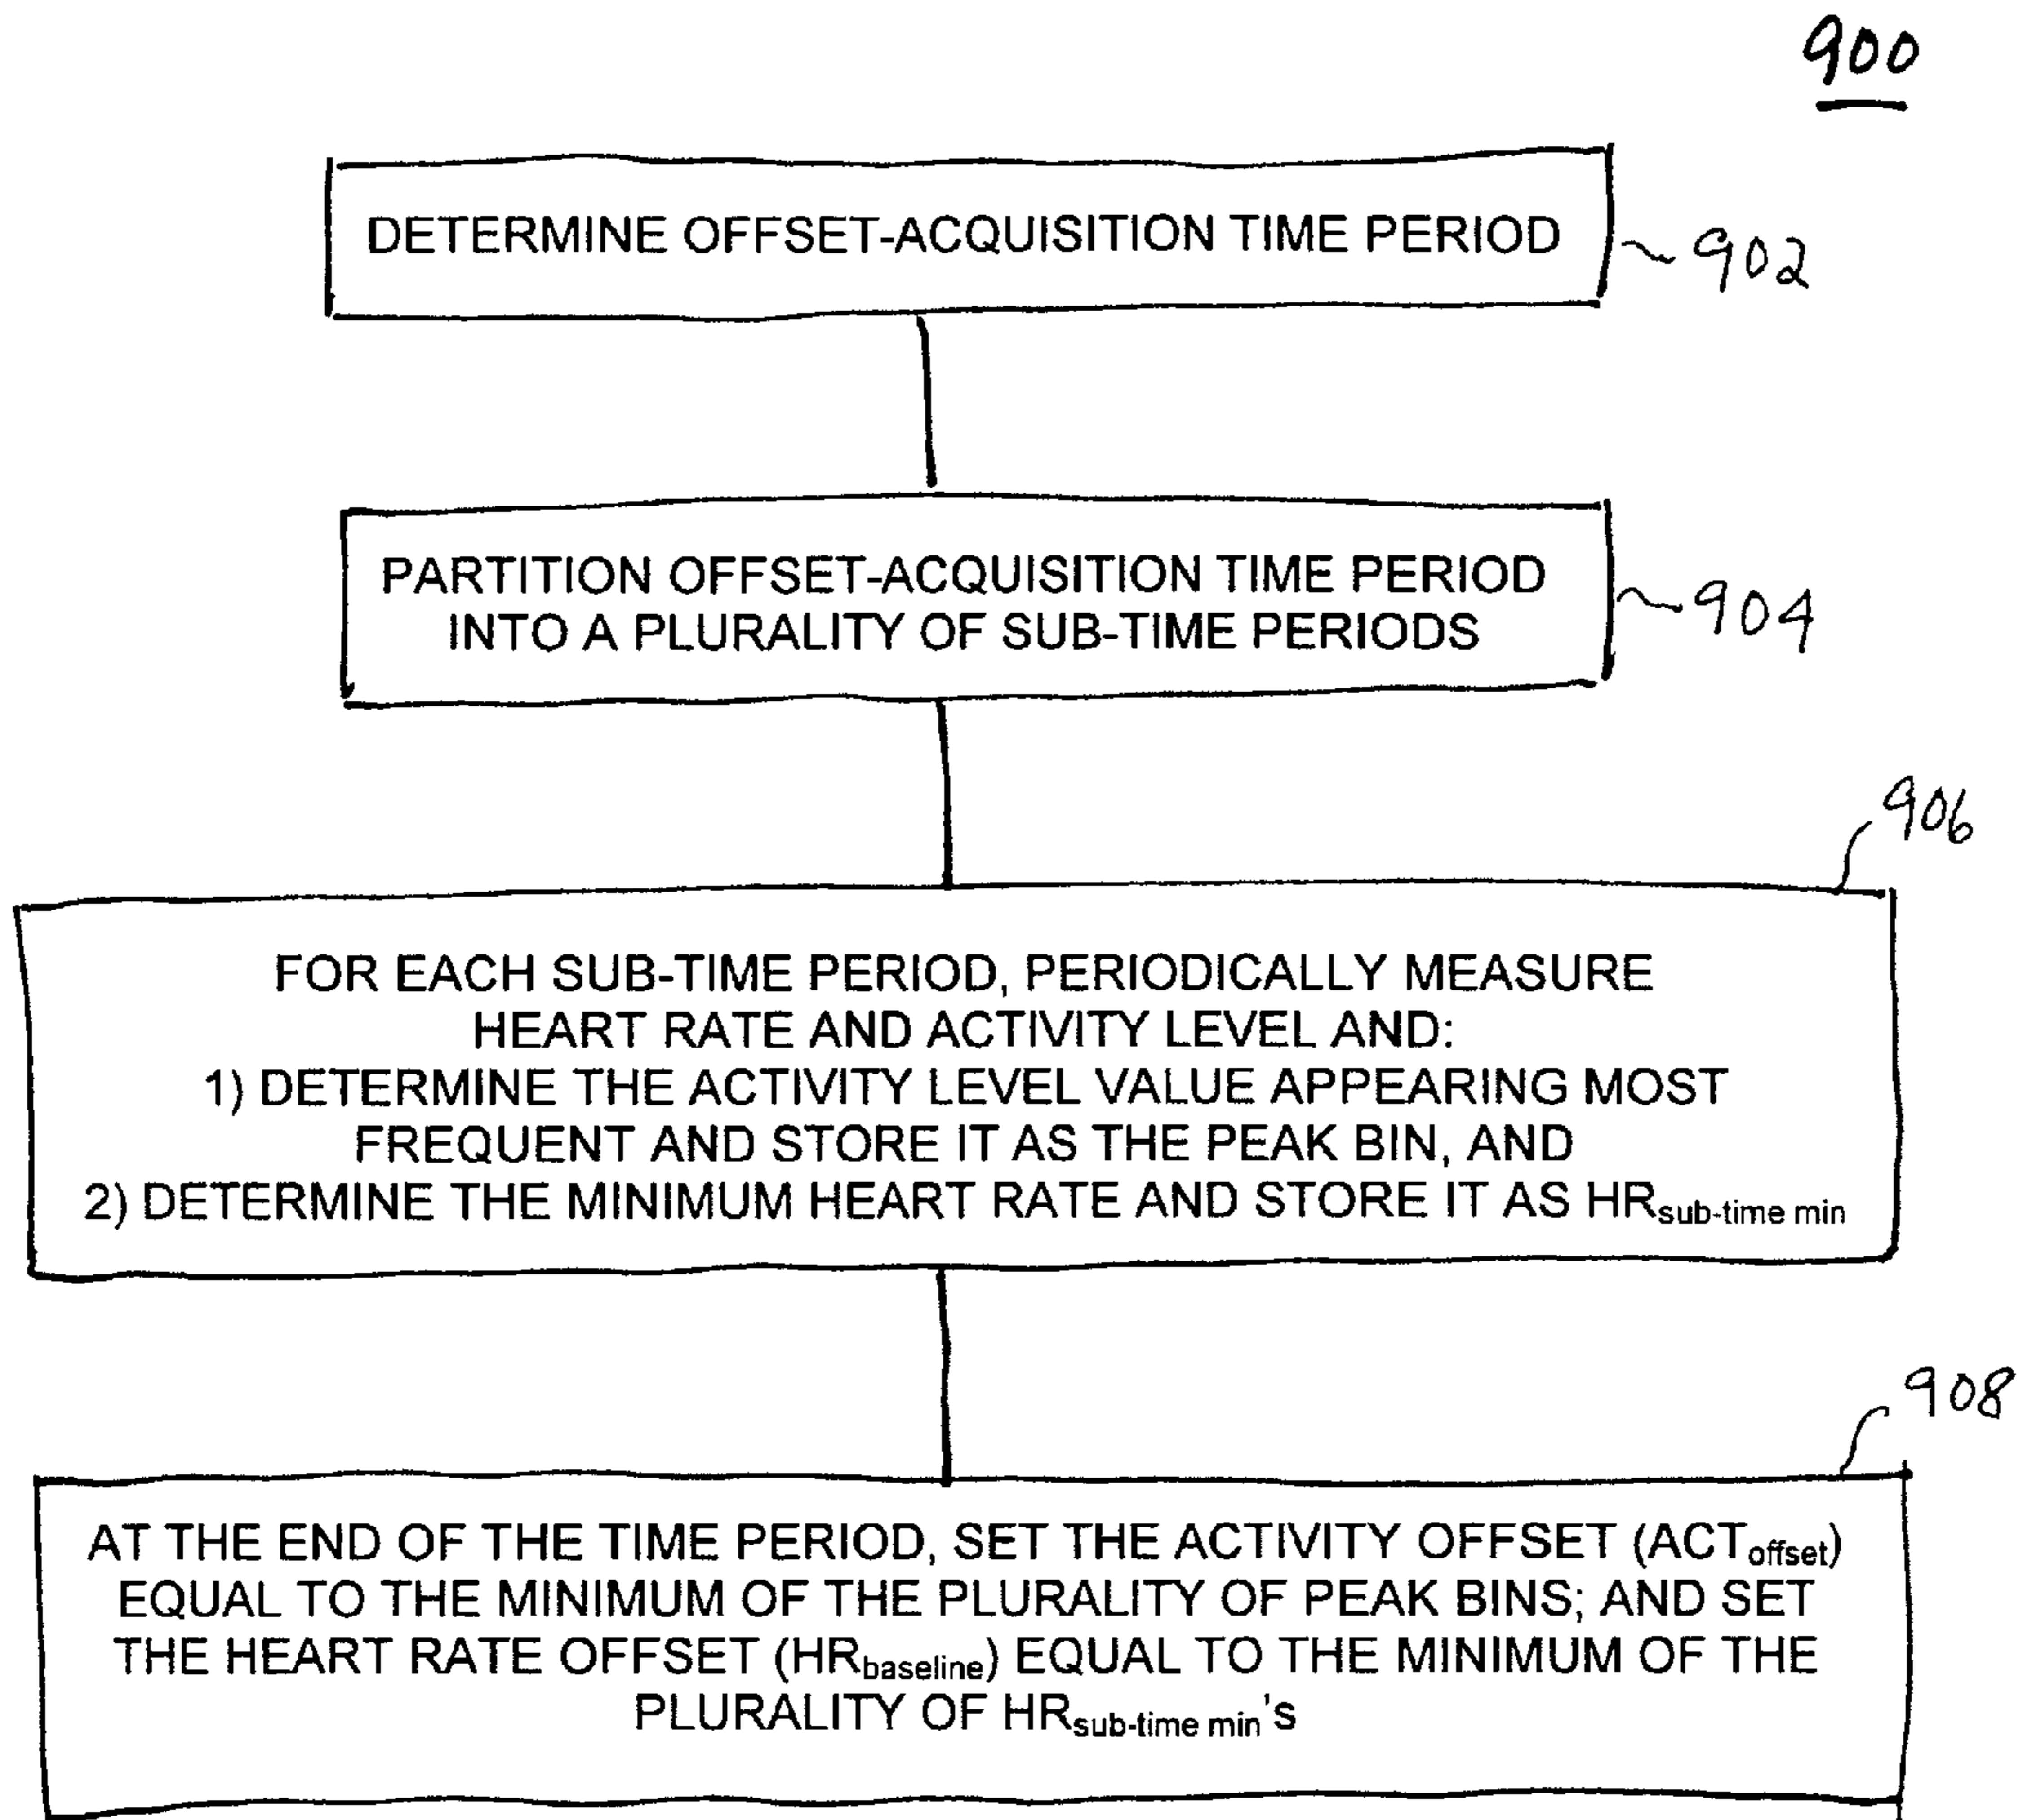 900
DETERMINE OFFSET-ACQUISITION TIME PERIOD
902
PARTITION OFFSET-ACQUISITION TIME PERIOD
INTO A PLURALITY OF SUB-TIME PERIODS
904
906
FOR EACH SUB-TIME PERIOD, PERIODICALLY MEASURE
HEART RATE AND ACTIVITY LEVEL AND:
1) DETERMINE THE ACTIVITY LEVEL VALUE APPEARING MOST
FREQUENT AND STORE IT AS THE PEAK BIN, AND
2) DETERMINE THE MINIMUM HEART RATE AND STORE IT AS HRsub-time min
908
AT THE END OF THE TIME PERIOD, SET THE ACTIVITY OFFSET (ACToffset)
EQUAL TO THE MINIMUM OF THE PLURALITY OF PEAK BINS; AND SET
THE HEART RATE OFFSET (HRbaseline) EQUAL TO THE MINIMUM OF THE
PLURALITY OF HRsub-time min's